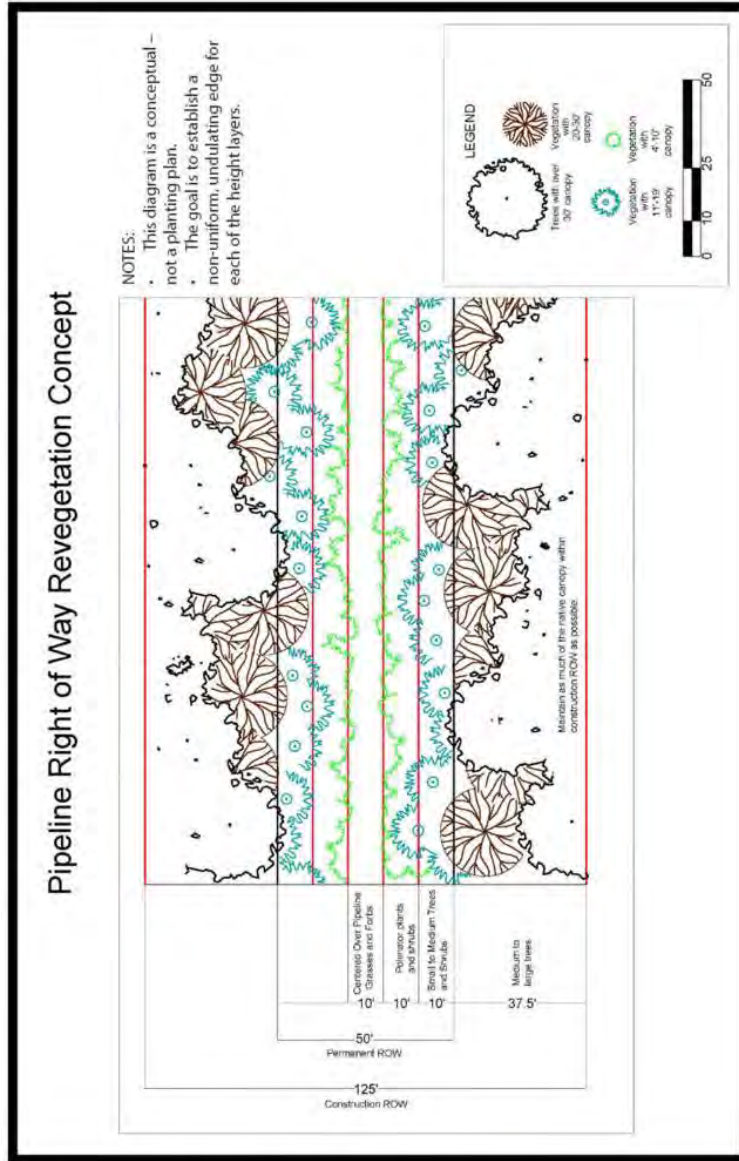 Pipeline Right of Way Revegetation Concept
NOTES:
• This diagram is a conceptual –
not a planting plan.
• The goal is to establish a
non-uniform, undulating edge for
each of the height layers.
LEGEND
Trees with over
30' canopy
Vegetation
with
20-30'
canopy
Vegetation
with
11'-19'
canopy
Vegetation
with
4'-10'
canopy
0
10
25
50
Maintain as much of the native canopy within
construction ROW as possible.
Centered Over Pipeline
Grasses and Forbs
10'
Polenator plants
and shrubs
10'
Small to Medium Trees
and Shrubs
10'
Medium to
large trees
37.5'
50'
Permanent ROW
125'
Construction ROW